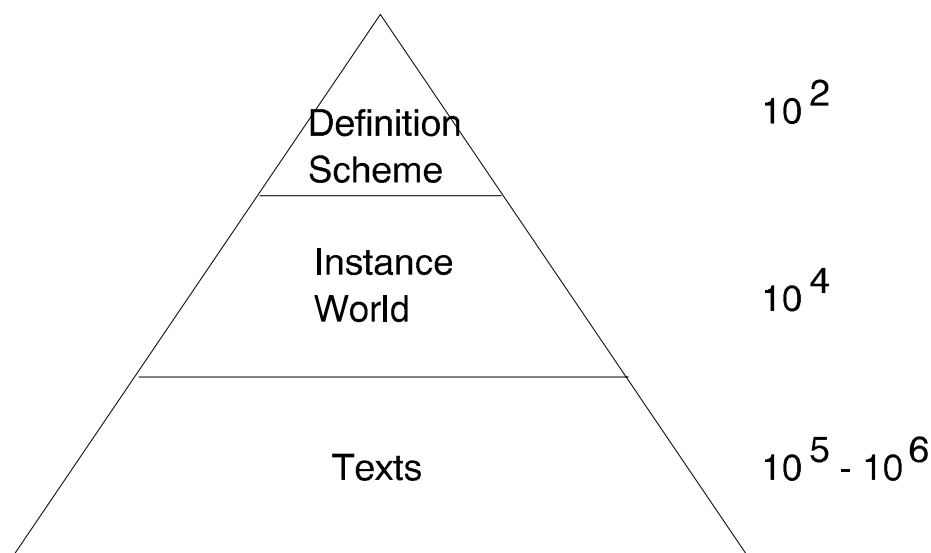 Definition
Scheme
10^2
Instance
World
10^4
Texts
10^5 - 10^6